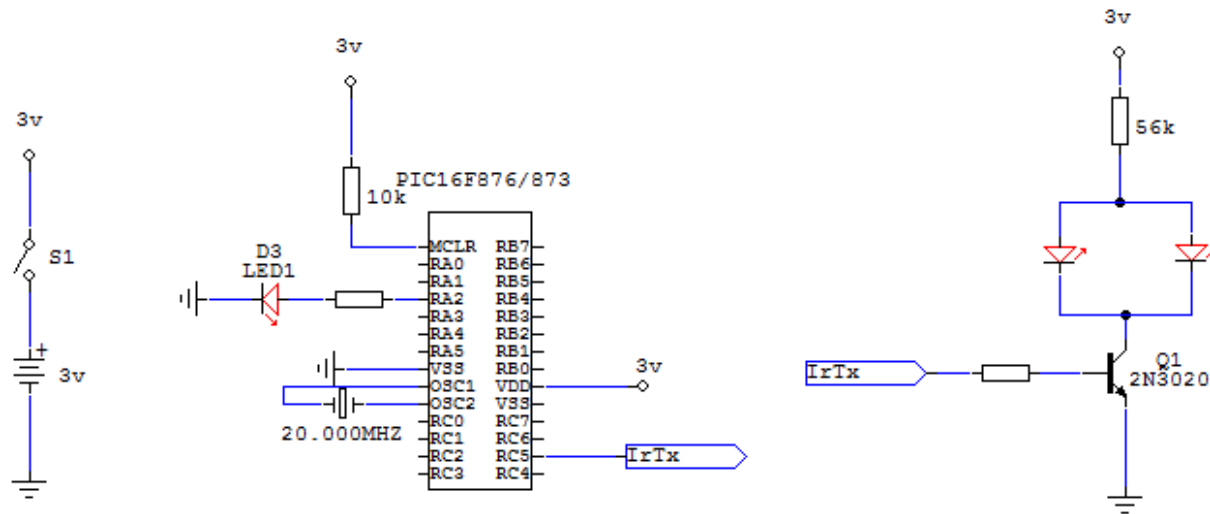 3v
S1
+
3v
3v
10k
PIC16F876/873
D3
LED1
MCLR RB7
RA0 RB6
RA1 RB5
RA2 RB4
RA3 RB3
RA4 RB2
RA5 RB1
VSS RB0
OSC1 VDD
OSC2 VSS
RC0 RC7
RC1 RC6
RC2 RC5
RC3 RC4
20.000MHZ
3v
IrTx
3v
56k
IrTx
Q1
2N3020